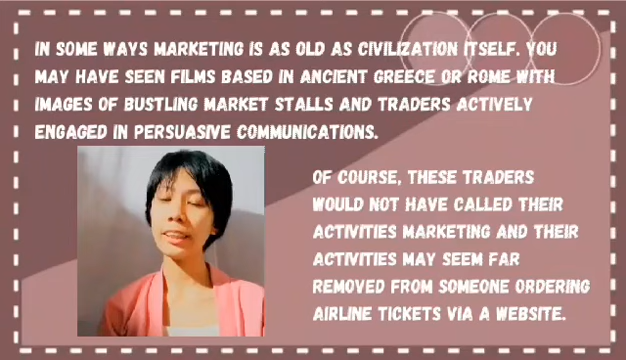 IN SOME WAYS MARKETING IS AS OLD AS CIVILIZATION ITSELF. YOU
MAY HAVE SEEN FILMS BASED IN ANCIENT GREECE OR ROME WITH
IMAGES OF BUSTLING MARKET STALLS AND TRADERS ACTIVELY
ENGAGED IN PERSUASIVE COMMUNICATIONS.
OF COURSE, THESE TRADERS
WOULD NOT HAVE CALLED THEIR
ACTIVITIES MARKETING AND THEIR
ACTIVITIES MAY SEEM FAR
REMOVED FROM SOMEONE ORDERING
AIRLINE TICKETS VIA A WEBSITE.